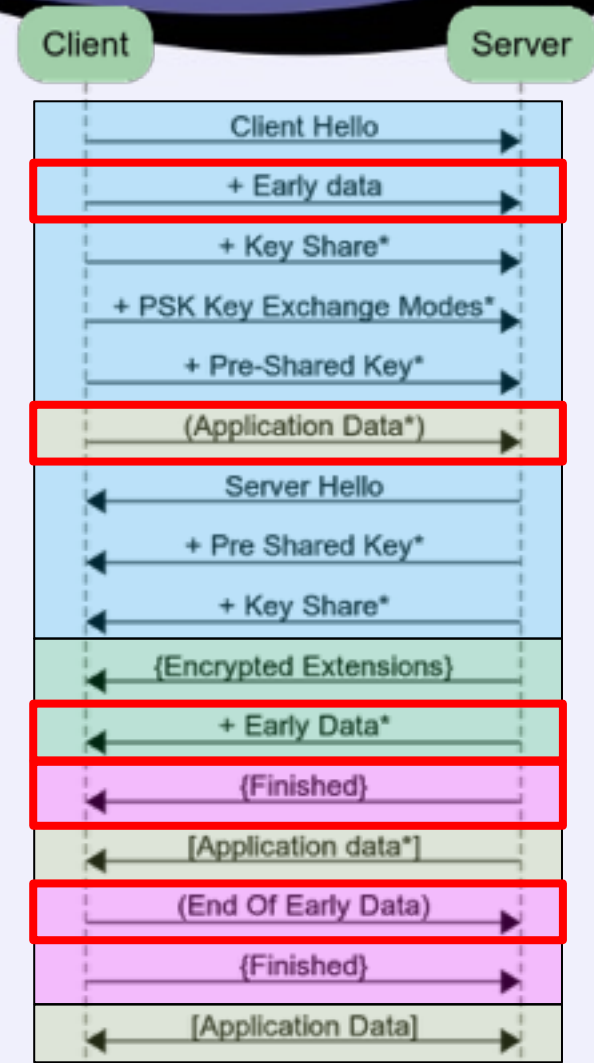 Client
Server
Client Hello
+ Early data
+ Key Share*
+ PSK Key Exchange Modes*
+ Pre-Shared Key*
(Application Data*)
Server Hello
+ Pre Shared Key*
+ Key Share*
{Encrypted Extensions}
+ Early Data*
{Finished}
[Application data*]
(End Of Early Data)
{Finished}
[Application Data]